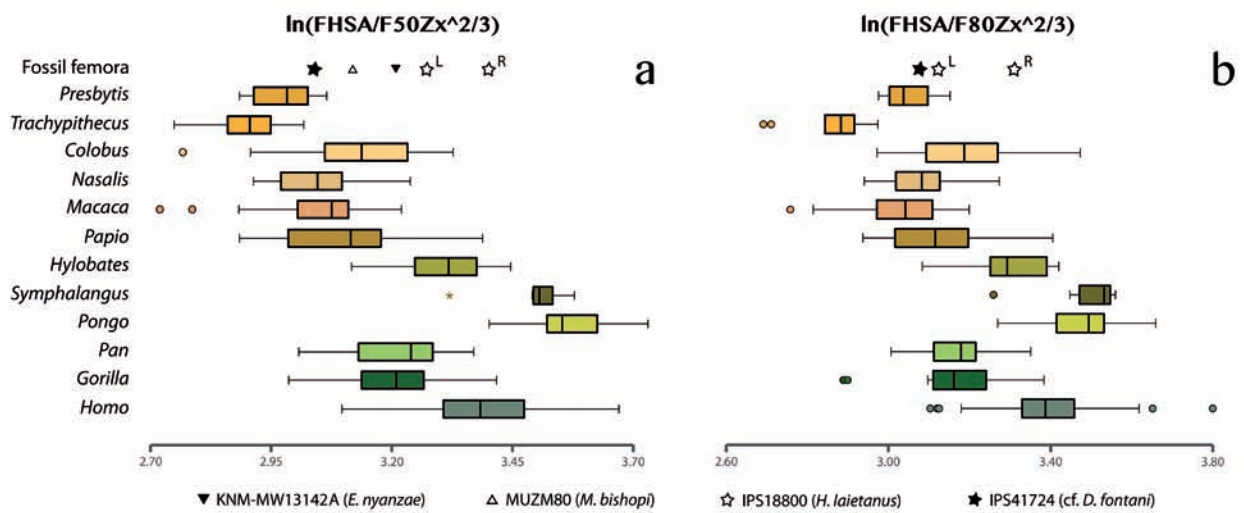 ln(FHSA/F50Zx^2/3) ln(FHSA/F80Zx^2/3)
Fossil femora L R a L R b
Presbytis
Trachypithecus
Colobus
Nasalis
Macaca
Papio
Hylobates
Symphalangus
Pongo
Pan
Gorilla
Homo
2.70 2.95 3.20 3.45 3.70 2.60 3.00 3.40 3.80
KNM-MW13142A (E. nyanzae) MUZM80 (M. bishopi) IPS18800 (H. laietanus) IPS41724 (cf. D. fontani)